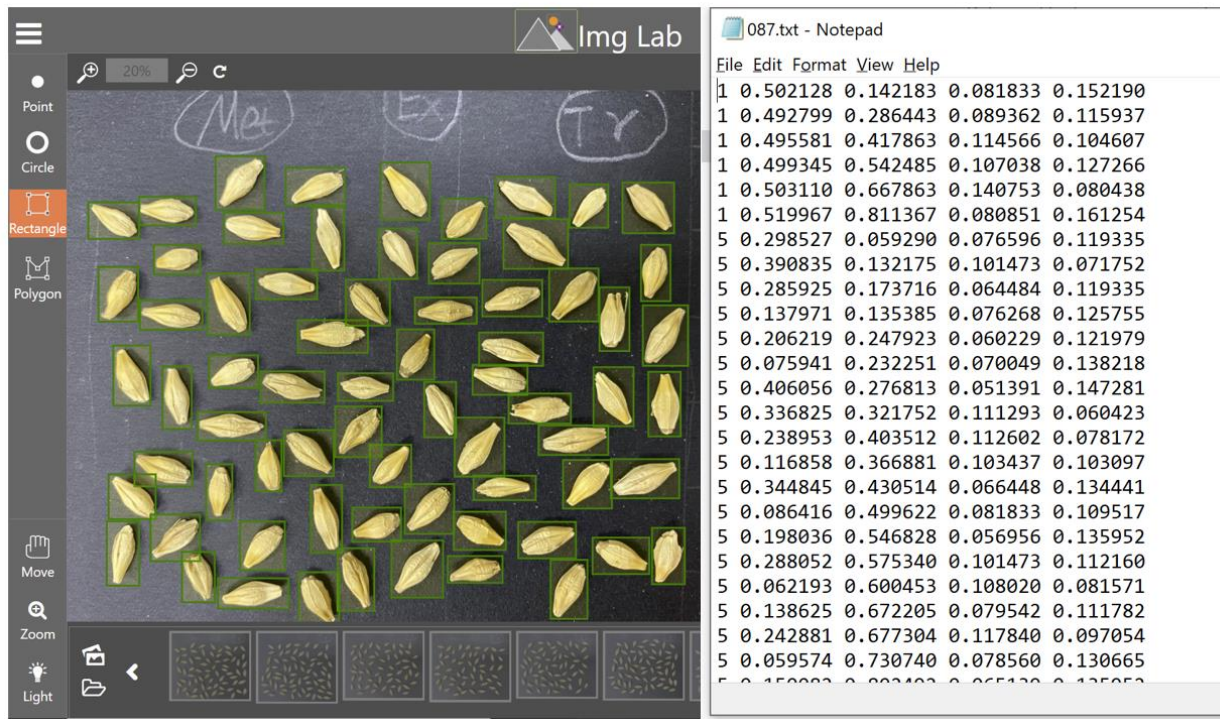 Img Lab
20%
Point
Circle
Rectangle
Polygon
Move
Zoom
Light
Met
Ex
Tr
087.txt - Notepad
File Edit Format View Help
1 0.502128 0.142183 0.081833 0.152190
1 0.492799 0.286443 0.089362 0.115937
1 0.495581 0.417863 0.114566 0.104607
1 0.499345 0.542485 0.107038 0.127266
1 0.503110 0.667863 0.140753 0.080438
1 0.519967 0.811367 0.080851 0.161254
5 0.298527 0.059290 0.076596 0.119335
5 0.390835 0.132175 0.101473 0.071752
5 0.285925 0.173716 0.064484 0.119335
5 0.137971 0.135385 0.076268 0.125755
5 0.206219 0.247923 0.060229 0.121979
5 0.075941 0.232251 0.070049 0.138218
5 0.406056 0.276813 0.051391 0.147281
5 0.336825 0.321752 0.111293 0.060423
5 0.238953 0.403512 0.112602 0.078172
5 0.116858 0.366881 0.103437 0.103097
5 0.344845 0.430514 0.066448 0.134441
5 0.086416 0.499622 0.081833 0.109517
5 0.198036 0.546828 0.056956 0.135952
5 0.288052 0.575340 0.101473 0.112160
5 0.062193 0.600453 0.108020 0.081571
5 0.138625 0.672205 0.079542 0.111782
5 0.242881 0.677304 0.117840 0.097054
5 0.059574 0.730740 0.078560 0.130665